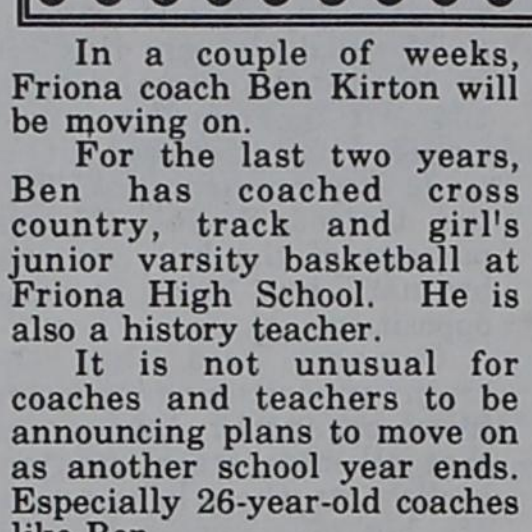 In a couple of weeks,
Friona coach Ben Kirton will
be moving on.
For the last two years,
Ben has coached cross
country, track and girl's
junior varsity basketball at
Friona High School. He is
also a history teacher.
It is not unusual for
coaches and teachers to be
announcing plans to move on
as another school year ends.
Especially 26-year-old coaches
like Ben